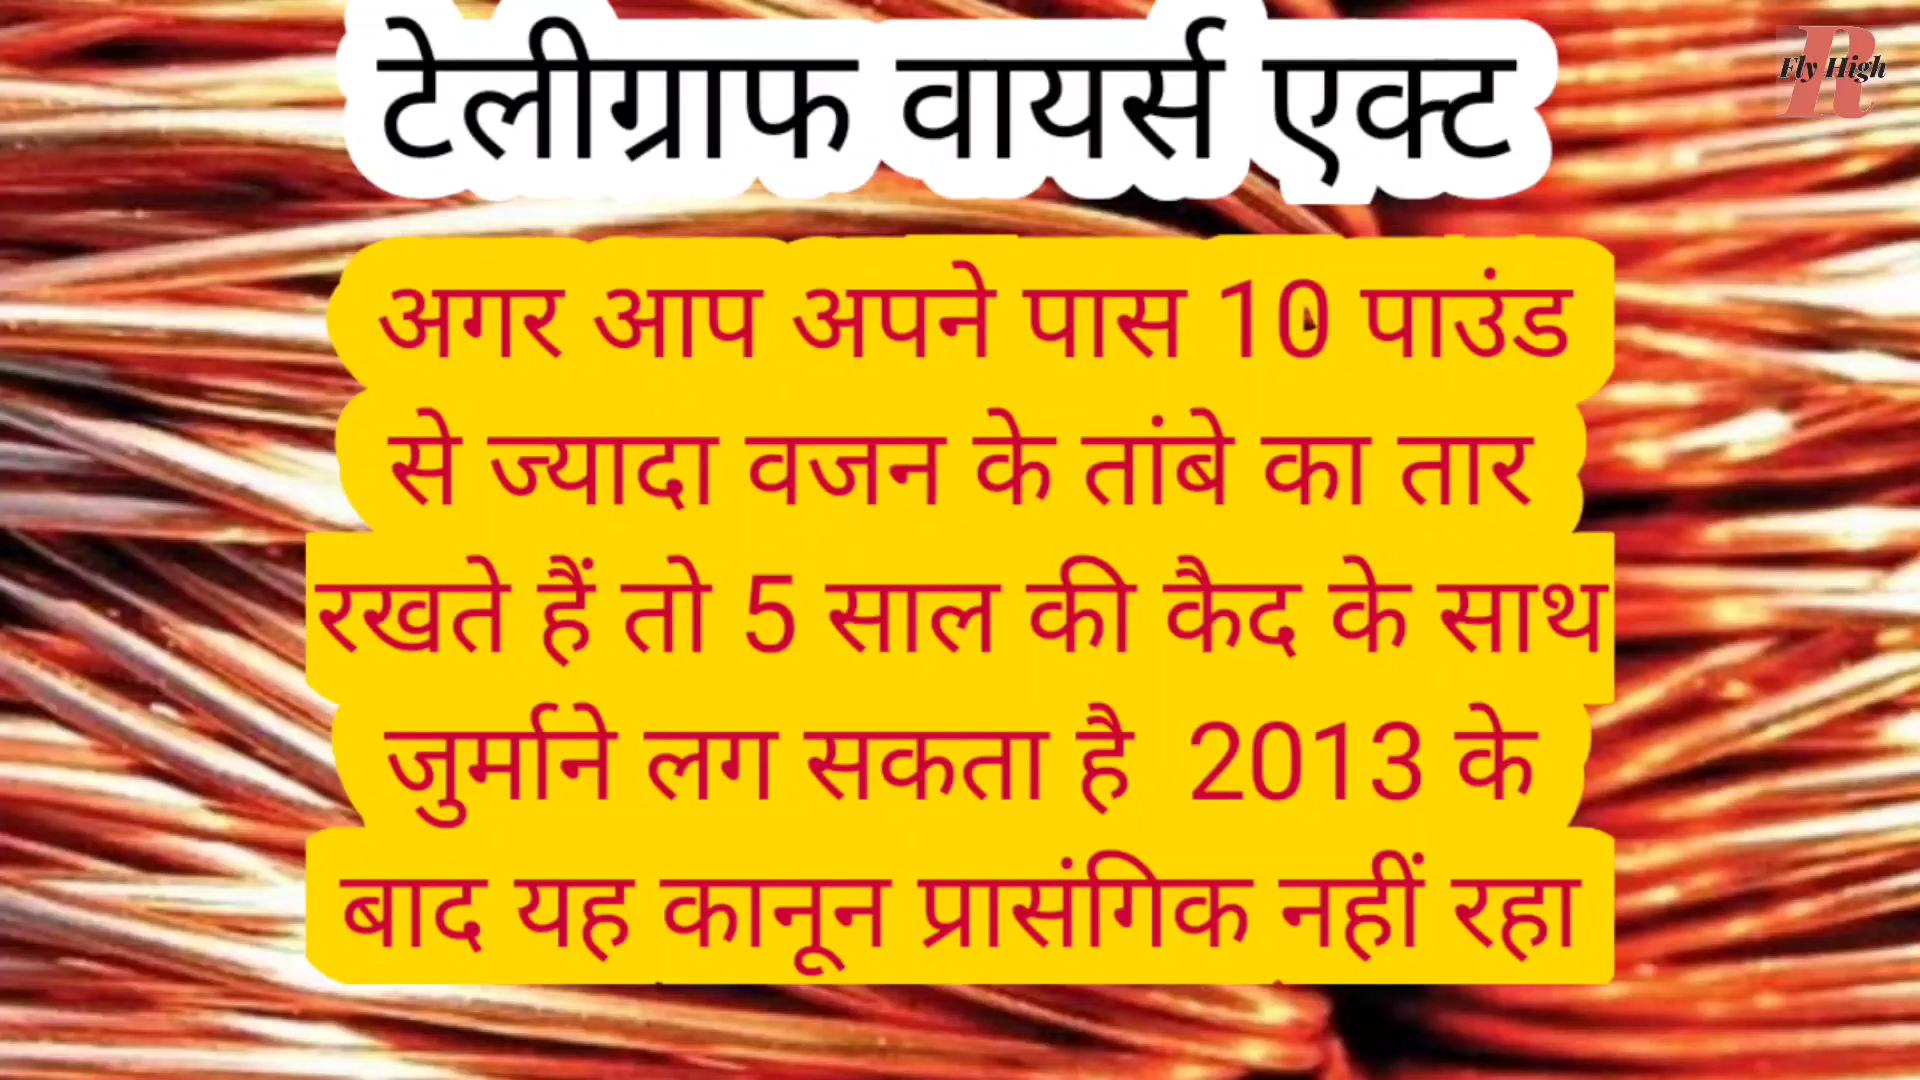 टेलीग्राफ वायर्स एक्ट
Fly High
अगर आप अपने पास 10 पाउंड
से ज्यादा वजन के तांबे का तार
रखते हैं तो 5 साल की कैद के साथ
जुर्माने लग सकता है 2013 के
बाद यह कानून प्रासंगिक नहीं रहा